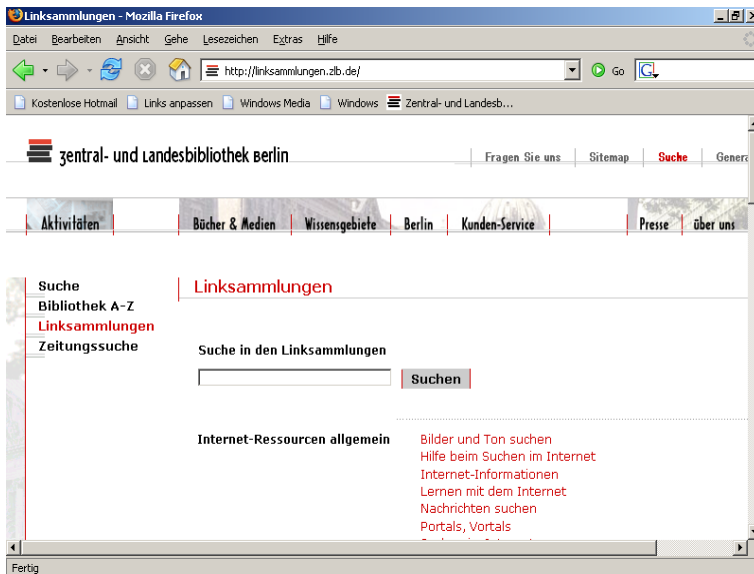 Linksammlungen - Mozilla Firefox
Datei Bearbeiten Ansicht Gehe Lesezeichen Extras Hilfe
http://linksammlungen.zlb.de/ Go G
Kostenlose Hotmail Links anpassen Windows Media Windows Zentral- und Landesb...
zentral- und Landesbibliothek Berlin
Fragen Sie uns Sitemap Suche Genera
Aktivitäten Bücher & Medien Wissensgebiete Berlin Kunden-Service Presse über uns
Suche
Bibliothek A-Z
Linksammlungen
Zeitungssuche
Linksammlungen
Suche in den Linksammlungen
Suchen
Internet-Ressourcen allgemein
Bilder und Ton suchen
Hilfe beim Suchen im Internet
Internet-Informationen
Lernen mit dem Internet
Nachrichten suchen
Portals, Vortals
Fertig